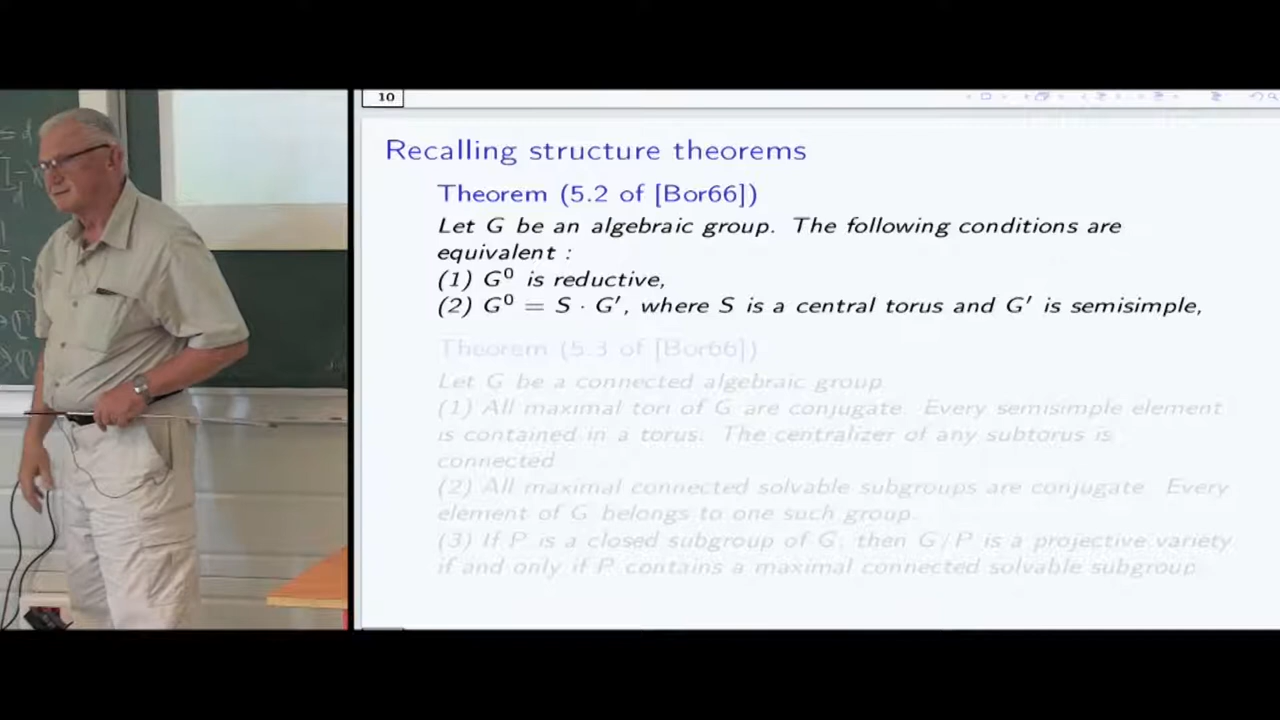 10
Recalling structure theorems
Theorem (5.2 of [Bor66])
Let G be an algebraic group. The following conditions are
equivalent :
(1) G⁰ is reductive,
(2) G⁰ = S · G′, where S is a central torus and G′ is semisimple,
Theorem (5.3 of [Bor66])
Let G be a connected algebraic group
(1) All maximal tori of G are conjugate. Every semisimple element
is contained in a torus. The centralizer of any subtorus is
connected
(2) All maximal connected solvable subgroups are conjugate. Every
element of G belongs to one such group.
(3) If P is a closed subgroup of G, then G/P is a projective variety
if and only if P contains a maximal connected solvable subgroup.